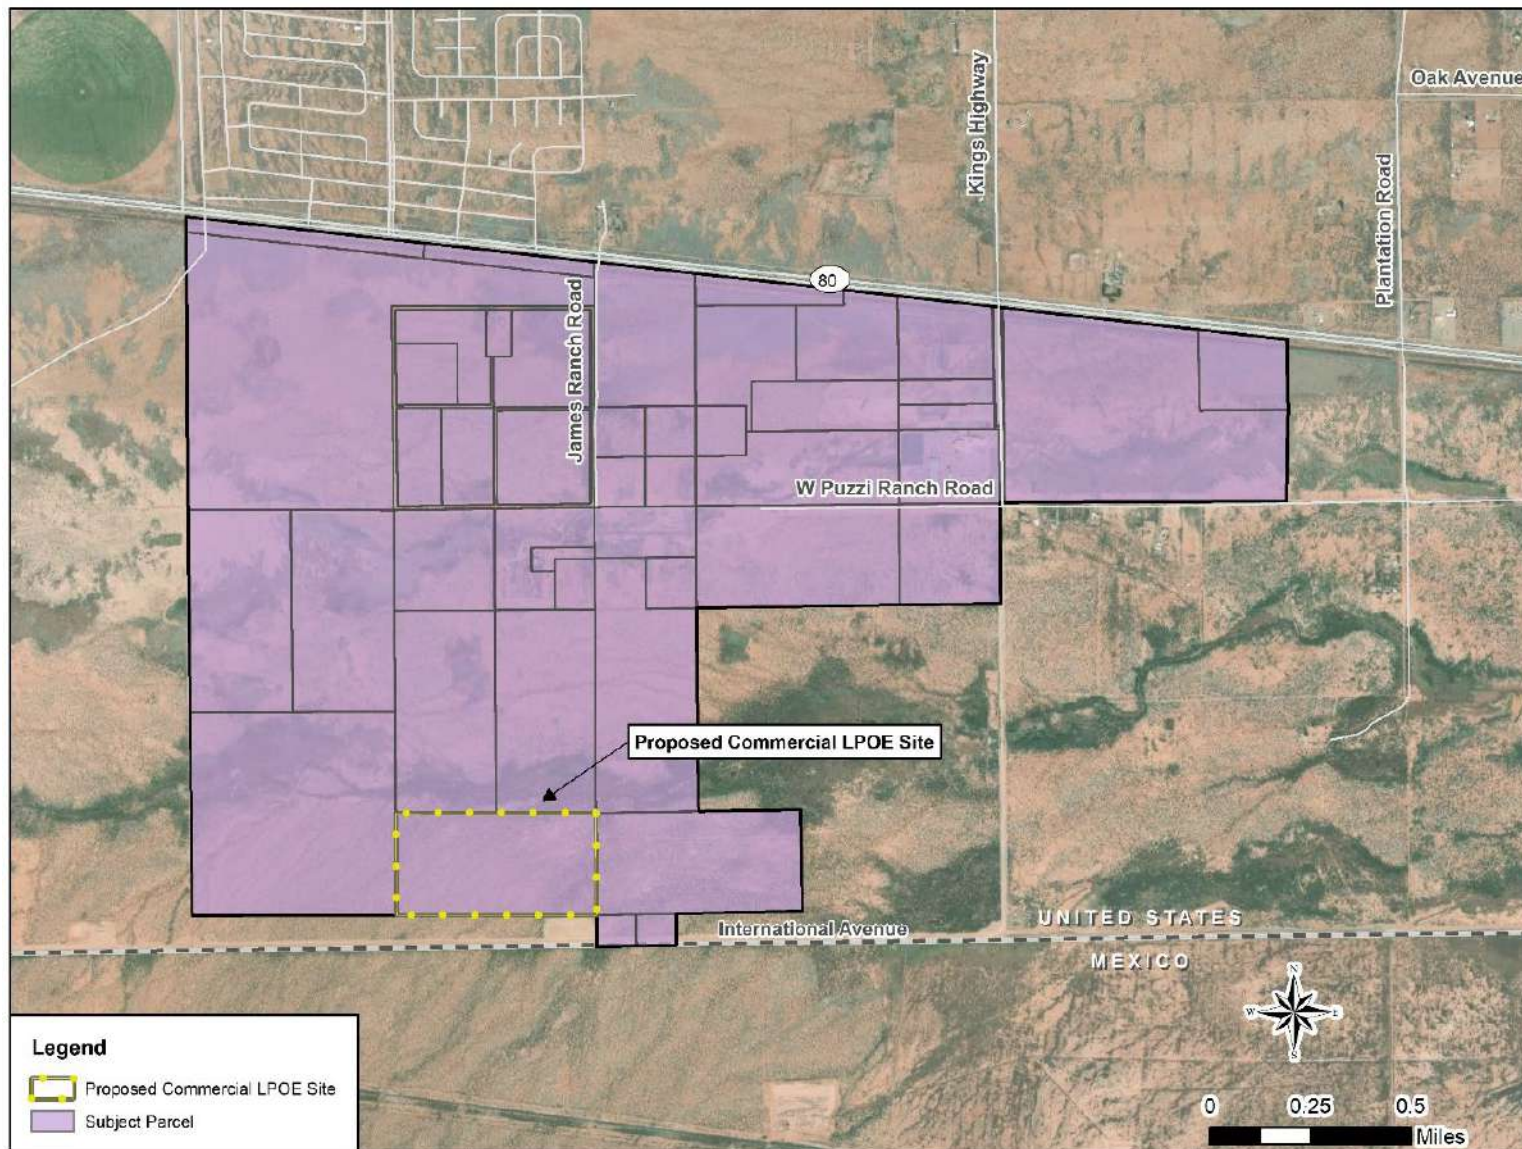 Oak Avenue
Kings Highway
Plantation Road
80
James Ranch Road
W Puzzi Ranch Road
Proposed Commercial LPOE Site
International Avenue
UNITED STATES
MEXICO
N
W
E
S
Legend
Proposed Commercial LPOE Site
Subject Parcel
0 0.25 0.5
Miles